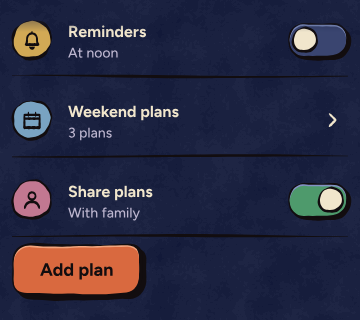 Reminders
At noon
Weekend plans
3 plans
Share plans
With family
Add plan